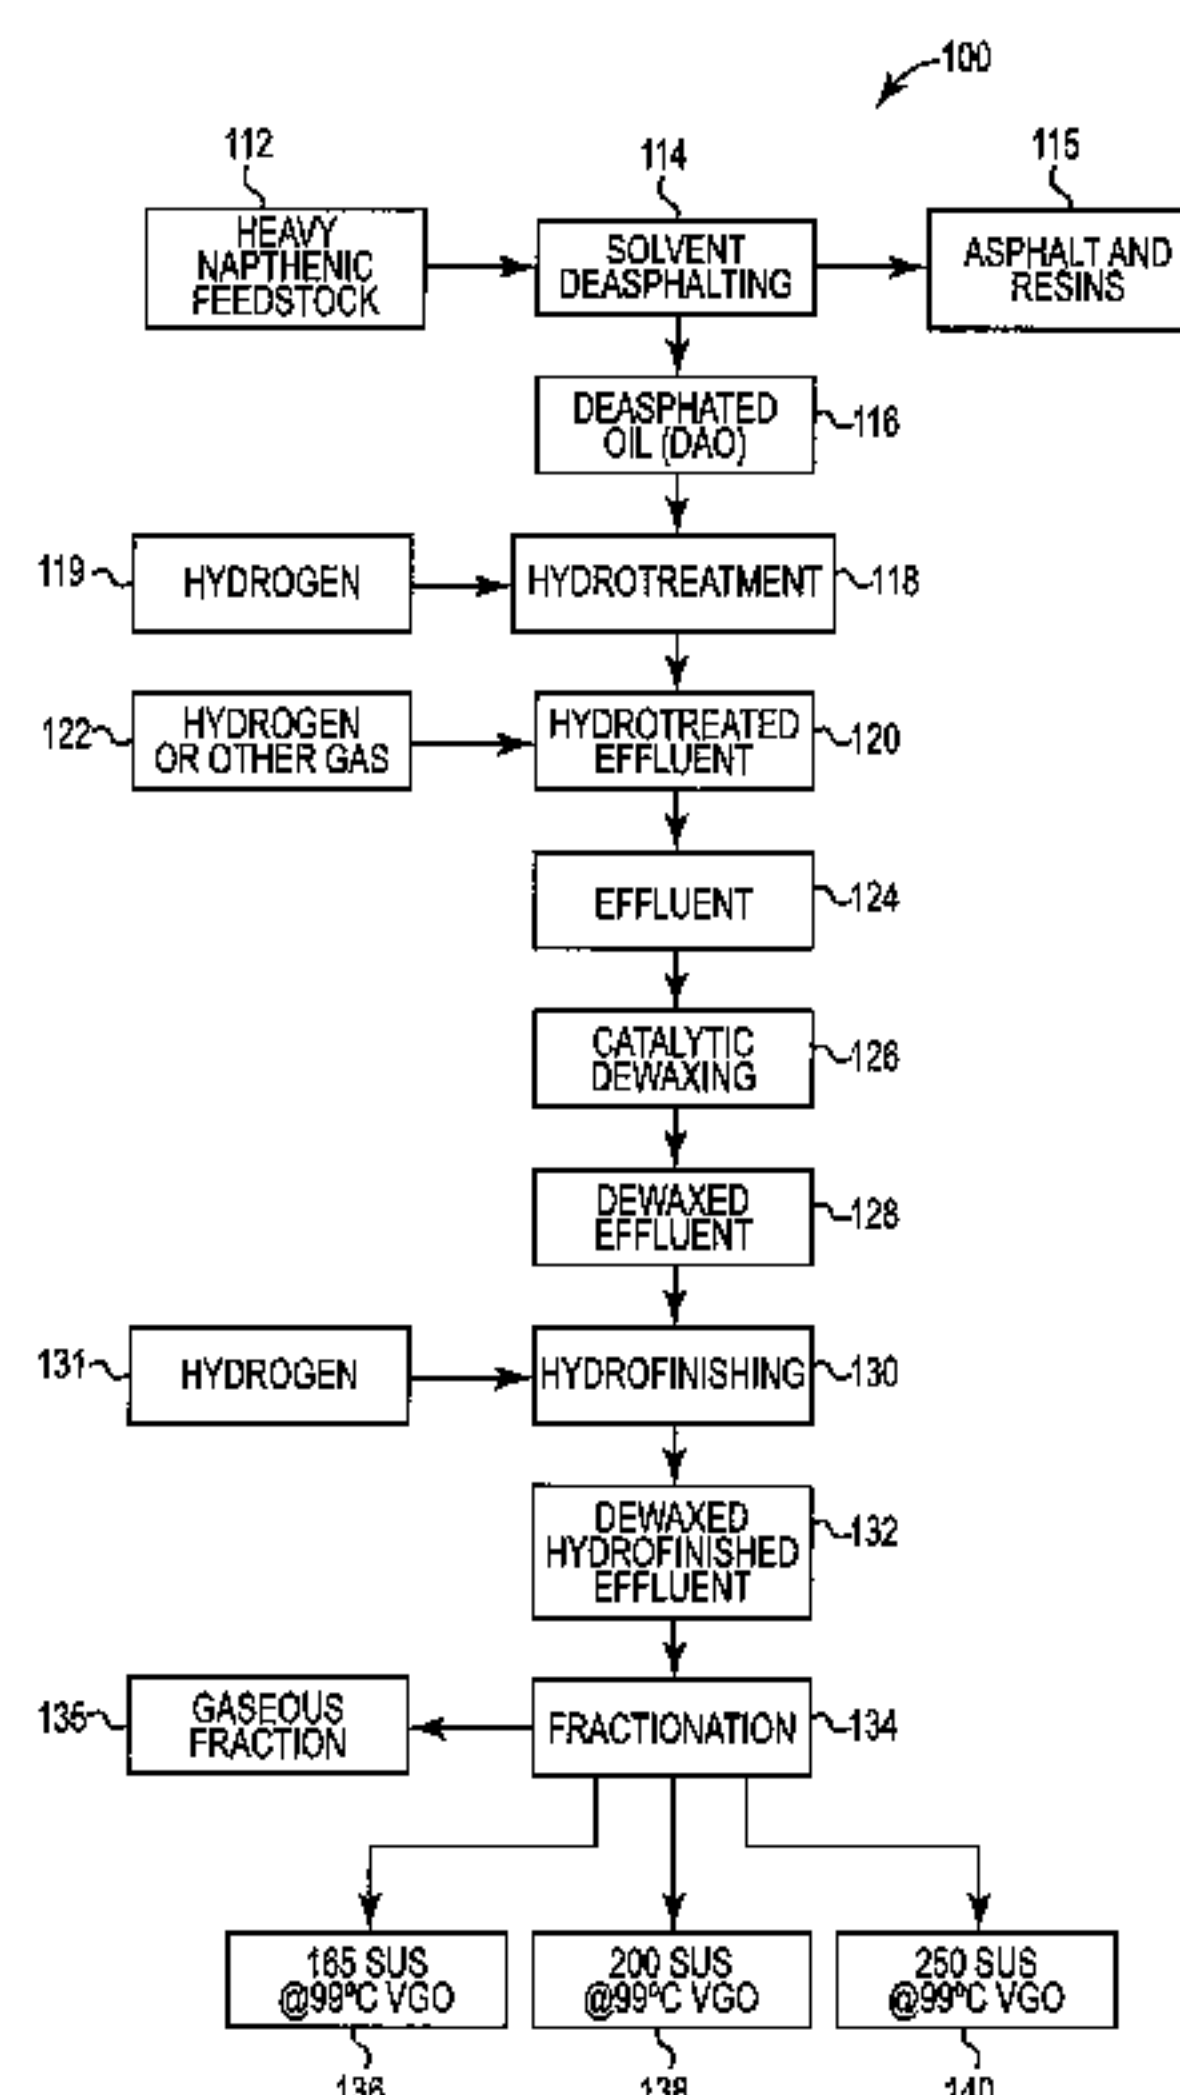 100
112
114
115
HEAVY
NAPTHENIC
FEEDSTOCK
SOLVENT
DEASPHALTING
ASPHALT AND
RESINS
DEASPHATED
OIL (DAO)
116
119
HYDROGEN
HYDROTREATMENT
118
122
HYDROGEN
OR OTHER GAS
HYDROTREATED
EFFLUENT
120
EFFLUENT
124
CATALYTIC
DEWAXING
126
DEWAXED
EFFLUENT
128
131
HYDROGEN
HYDROFINISHING
130
DEWAXED
HYDROFINISHED
EFFLUENT
132
135
GASEOUS
FRACTION
FRACTIONATION
134
165 SUS
@99ºC VGO
200 SUS
@99ºC VGO
250 SUS
@99ºC VGO
136
138
140